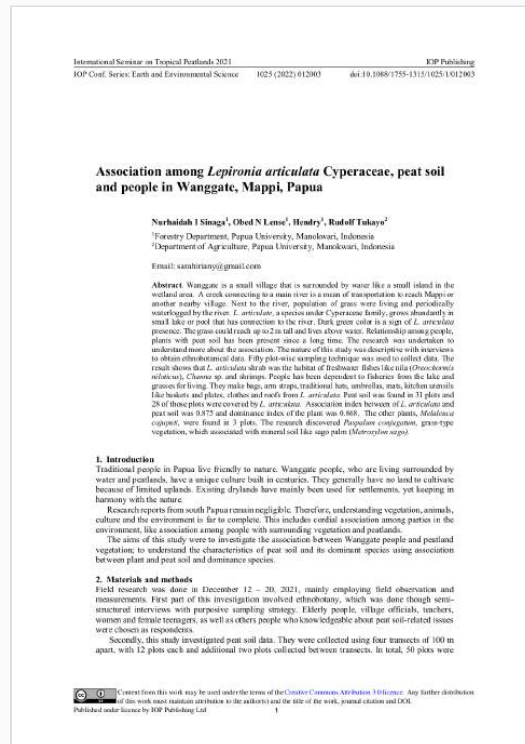 International Seminar on Tropical Peatlands 2021 IOP Publishing
IOP Conf. Series: Earth and Environmental Science 1025 (2022) 012003 doi:10.1088/1755-1315/1025/1/012003
Association among Lepironia articulata Cyperaceae, peat soil
and people in Wanggate, Mappi, Papua
Nurhaidah I Sinaga1, Obed N Lense1, Hendry1, Rudolf Tukayo2
1Forestry Department, Papua University, Manokwari, Indonesia
2Department of Agriculture, Papua University, Manokwari, Indonesia
Email: sarahiriany@gmail.com
Abstract. Wanggate is a small village that is surrounded by water like a small island in the
wetland area. A creek connecting to a main river is a mean of transportation to reach Mappi or
another nearby village. Next to the river, population of grass were living and periodically
waterlogged by the river. L. articulate, a species under Cyperaceae family, grows abundantly in
small lake or pool that has connection to the river. Dark green color is a sign of L. articulata
presence. The grass could reach up to 2 m tall and lives above water. Relationship among people,
plants with peat soil has been present since a long time. The research was undertaken to
understand more about the association. The nature of this study was descriptive with interviews
to obtain ethnobotanical data. Fifty plot-wise sampling technique was used to collect data. The
result shows that L. articulata shrub was the habitat of freshwater fishes like nila (Oreochormis
niloticus), Channa sp. and shrimps. People has been dependent to fisheries from the lake and
grasses for living. They make bags, arm straps, traditional hats, umbrellas, mats, kitchen utensils
like baskets and plates, clothes and roofs from L. articulata. Peat soil was found in 31 plots and
28 of those plots were covered by L. articulata. Association index between of L. articulata and
peat soil was 0.875 and dominance index of the plant was 0.868. The other plants, Melaleuca
cajuputi, were found in 3 plots. The research discovered Paspalum conjugatum, grass-type
vegetation, which associated with mineral soil like sago palm (Metroxylon sago).
1. Introduction
Traditional people in Papua live friendly to nature. Wanggate people, who are living surrounded by
water and peatlands, have a unique culture built in centuries. They generally have no land to cultivate
because of limited uplands. Existing drylands have mainly been used for settlements, yet keeping in
harmony with the nature.
Research reports from south Papua remain negligible. Therefore, understanding vegetation, animals,
culture and the environment is far to complete. This includes cordial association among parties in the
environment, like association among people with surrounding vegetation and peatlands.
The aims of this study were to investigate the association between Wanggate people and peatland
vegetation; to understand the characteristics of peat soil and its dominant species using association
between plant and peat soil and dominance species.
2. Materials and methods
Field research was done in December 12 – 20, 2021, mainly employing field observation and
measurements. First part of this investigation involved ethnobotany, which was done though semi-
structured interviews with purposive sampling strategy. Elderly people, village officials, teachers,
women and female teenagers, as well as others people who knowledgeable about peat soil-related issues
were chosen as responders.
Secondly, this study investigated peat soil data. They were collected using four transects of 100 m
apart, with 12 plots each and additional two plots collected between transects. In total, 50 plots were
Content from this work may be used under the terms of the Creative Commons Attribution 3.0 licence. Any further distribution
of this work must maintain attribution to the author(s) and the title of the work, journal citation and DOI.
Published under licence by IOP Publishing Ltd 1